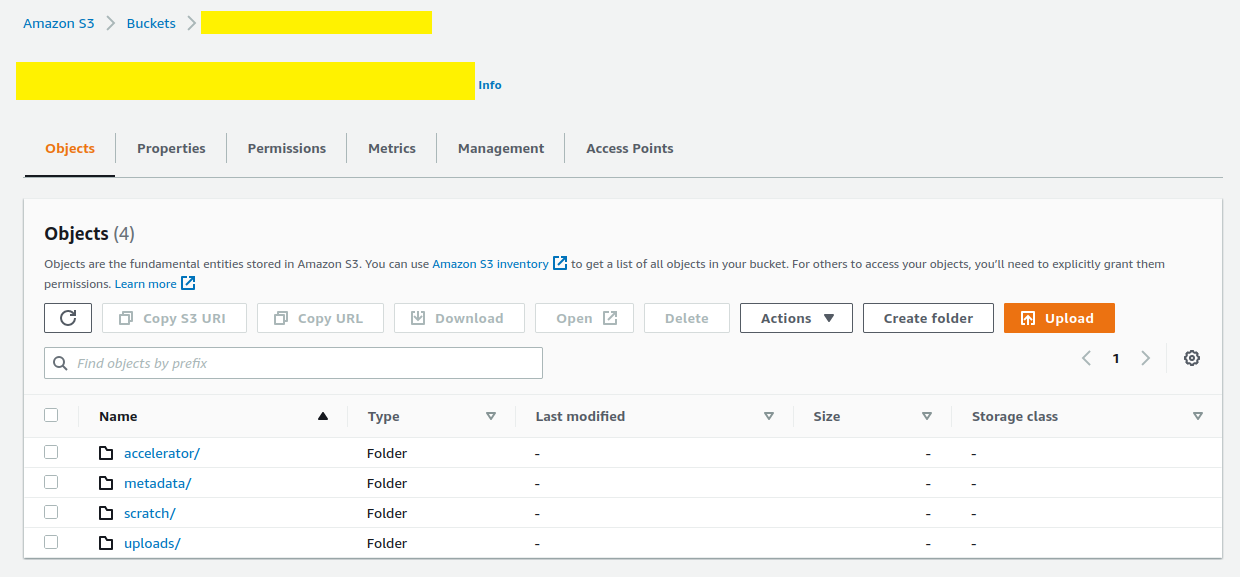 Amazon S3 > Buckets >
Info
Objects Properties Permissions Metrics Management Access Points
Objects (4)
Objects are the fundamental entities stored in Amazon S3. You can use Amazon S3 inventory to get a list of all objects in your bucket. For others to access your objects, you'll need to explicitly grant them
permissions. Learn more
Copy S3 URI Copy URL Download Open Delete Actions Create folder Upload
Find objects by prefix
1
Name Type Last modified Size Storage class
accelerator/ Folder - - -
metadata/ Folder - - -
scratch/ Folder - - -
uploads/ Folder - - -